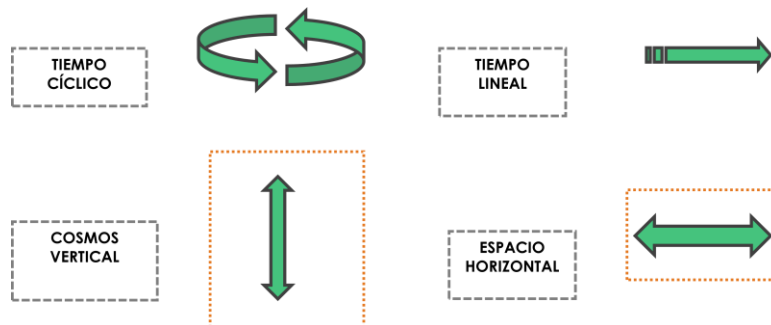 TIEMPO
CÍCLICO
TIEMPO
LINEAL
COSMOS
VERTICAL
ESPACIO
HORIZONTAL